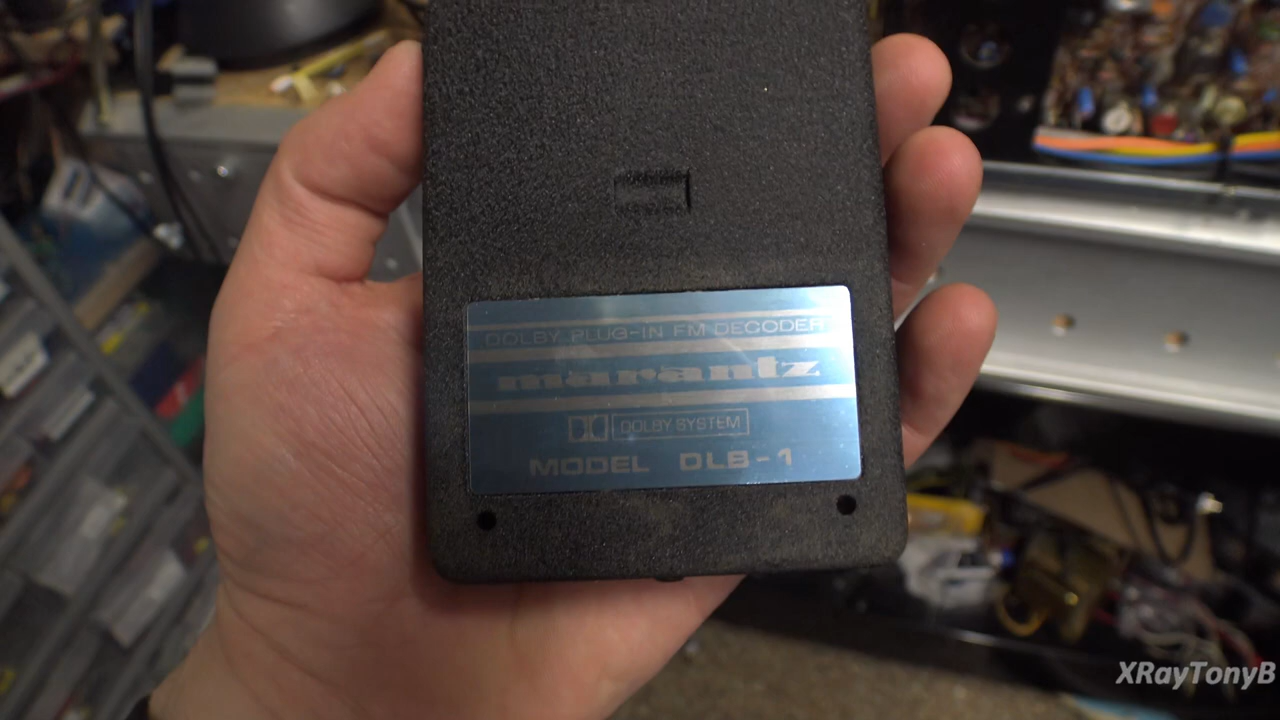 DOLBY PLUG-IN FM DECODER
marantz
DOLBY SYSTEM
MODEL DLB-1
XRayTonyB